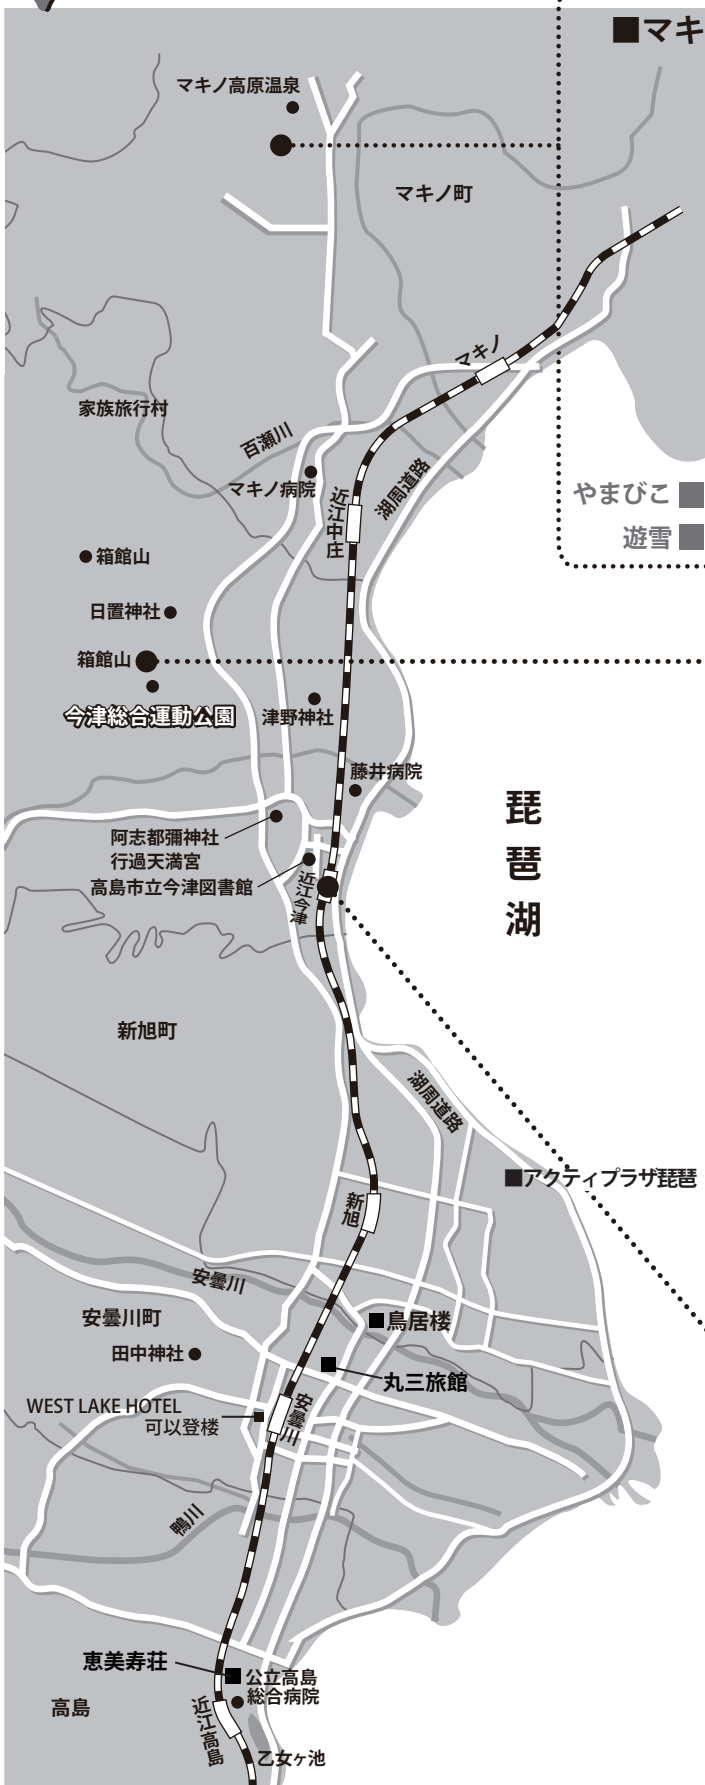 ■マキ
マキノ高原温泉
マキノ町
マキノ
家族旅行村
百瀬川
マキノ病院
近江中庄
湖周道路
やまびこ ■
遊雪 ■
箱館山
日置神社
箱館山
今津総合運動公園
津野神社
藤井病院
琵琶湖
阿志都彌神社
行過天満宮
高島市立今津図書館
近江今津
新旭町
湖周道路
■アクティプラザ琵琶
新旭
安曇川
安曇川町
鳥居楼
田中神社
丸三旅館
WEST LAKE HOTEL
可以登楼
安曇川
鴨川
恵美寿荘
公立高島
総合病院
高島
近江高島
乙女ヶ池